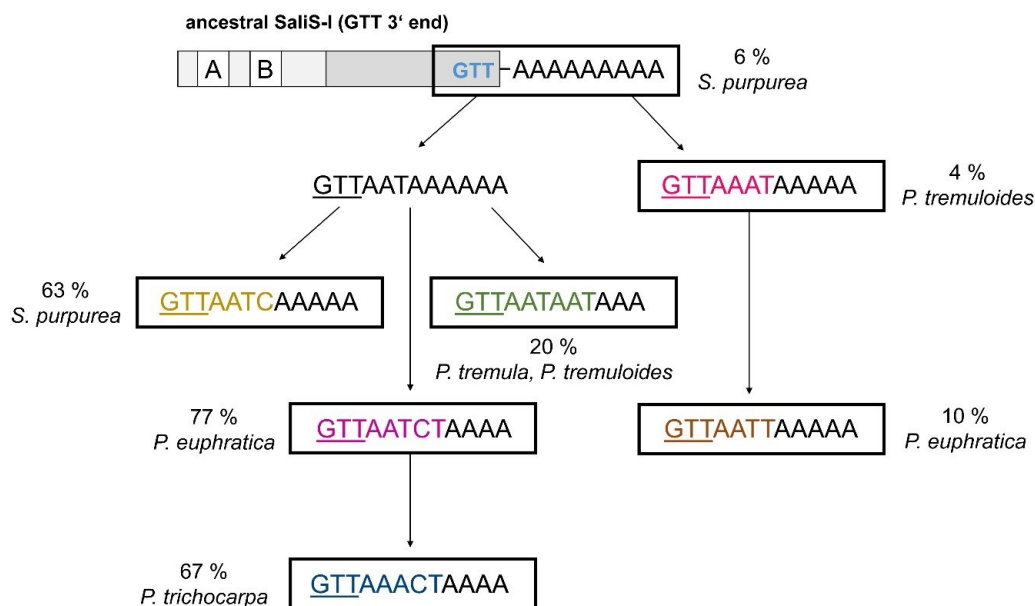 ancestral SaliS-I (GTT 3‘ end)
A B GTT–AAAAAAAAA
6 %
S. purpurea
GTTAATAAAAAA
GTTAAATAAAAA
4 %
P. tremuloides
63 %
S. purpurea
GTTAATCAAAAA
GTTAATAATAAA
20 %
P. tremula, P. tremuloides
77 %
P. euphratica
GTTAATCTAAAA
GTTAATTAAAAA
10 %
P. euphratica
67 %
P. trichocarpa
GTTAAACTAAAA